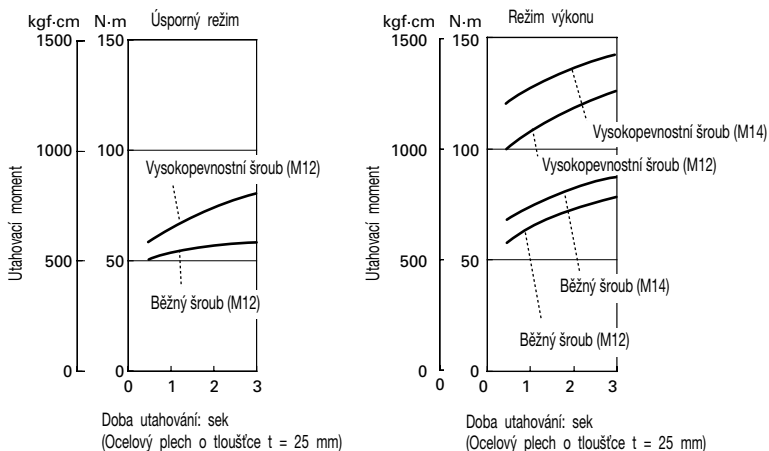 kgf·cm N·m Úsporný režim
1500 150
1000 100
Vysokopevnostní šroub (M12)
Utahovací moment
500 50
Běžný šroub (M12)
0 0
0 1 2 3
Doba utahování: sek
(Ocelový plech o tloušťce t = 25 mm)
kgf·cm N·m Režim výkonu
1500 150
Vysokopevnostní šroub (M14)
1000 100
Vysokopevnostní šroub (M12)
Utahovací moment
500 50
Běžný šroub (M14)
Běžný šroub (M12)
0 0
0 0 1 2 3
Doba utahování: sek
(Ocelový plech o tloušťce t = 25 mm)